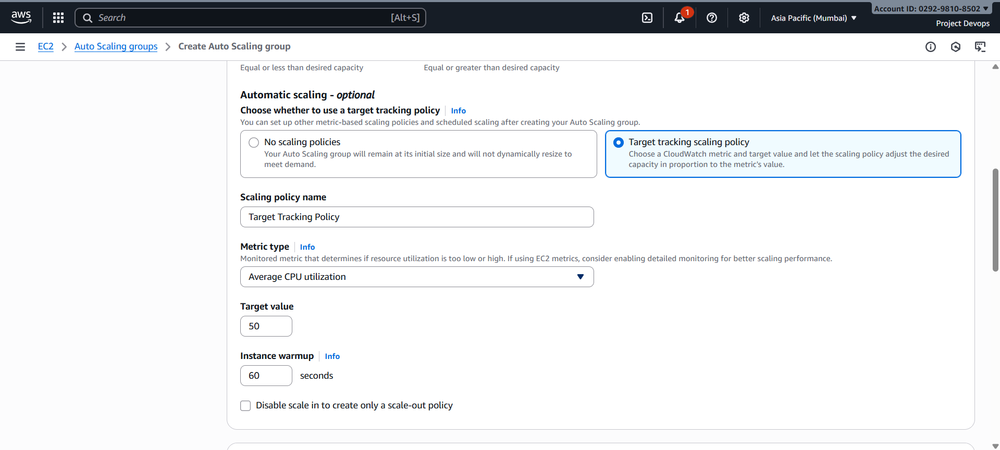 aws
Search [Alt+S]
1
Asia Pacific (Mumbai)
Account ID: 0292-9810-8502
Project Devops
EC2 Auto Scaling groups Create Auto Scaling group
Equal or less than desired capacity Equal or greater than desired capacity
Automatic scaling - optional
Choose whether to use a target tracking policy Info
You can set up other metric-based scaling policies and scheduled scaling after creating your Auto Scaling group.
No scaling policies
Your Auto Scaling group will remain at its initial size and will not dynamically resize to
meet demand.
Target tracking scaling policy
Choose a CloudWatch metric and target value and let the scaling policy adjust the desired
capacity in proportion to the metric's value.
Scaling policy name
Target Tracking Policy
Metric type Info
Monitored metric that determines if resource utilization is too low or high. If using EC2 metrics, consider enabling detailed monitoring for better scaling performance.
Average CPU utilization
Target value
50
Instance warmup Info
60 seconds
Disable scale in to create only a scale-out policy